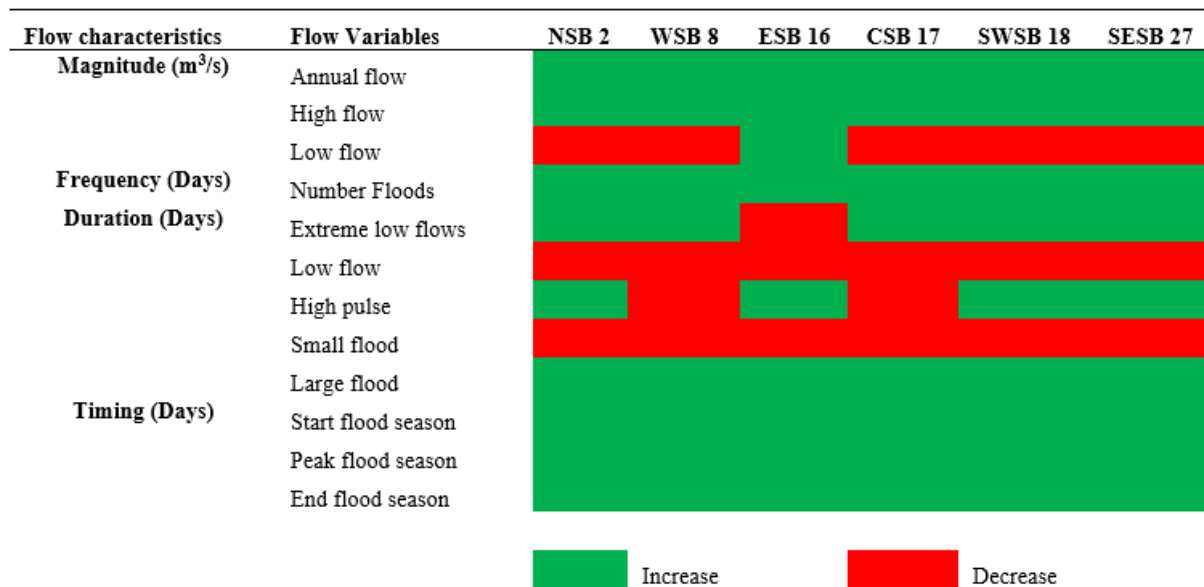 Flow characteristics Flow Variables NSB 2 WSB 8 ESB 16 CSB 17 SWSB 18 SESB 27
Magnitude (m³/s) Annual flow
High flow
Low flow
Frequency (Days) Number Floods
Duration (Days) Extreme low flows
Low flow
High pulse
Small flood
Large flood
Timing (Days) Start flood season
Peak flood season
End flood season
Increase Decrease